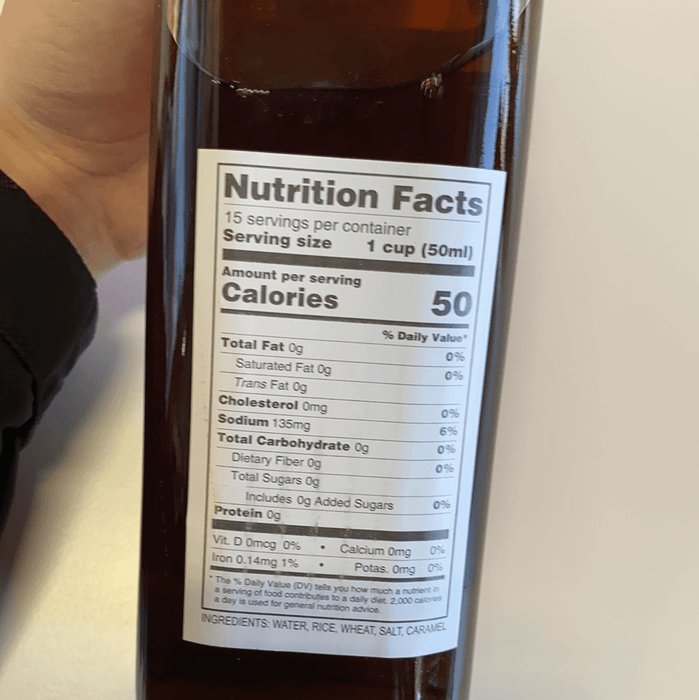 Nutrition Facts
15 servings per container
Serving size 1 cup (50ml)
Amount per serving
Calories 50
% Daily Value*
Total Fat 0g 0%
Saturated Fat 0g 0%
Trans Fat 0g
Cholesterol 0mg 0%
Sodium 135mg 6%
Total Carbohydrate 0g 0%
Dietary Fiber 0g 0%
Total Sugars 0g
Includes 0g Added Sugars 0%
Protein 0g
Vit. D 0mcg 0% • Calcium 0mg 0%
Iron 0.14mg 1% • Potas. 0mg 0%
* The % Daily Value (DV) tells you how much a nutrient in
a serving of food contributes to a daily diet. 2,000 calories
a day is used for general nutrition advice.
INGREDIENTS: WATER, RICE, WHEAT, SALT, CARAMEL